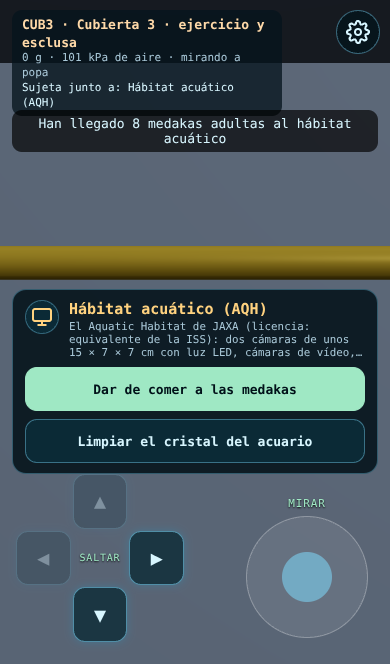 CUB3 · Cubierta 3 · ejercicio y
esclusa
0 g · 101 kPa de aire · mirando a
popa
Sujeta junto a: Hábitat acuático
(AQH)
Han llegado 8 medakas adultas al hábitat
acuático
Hábitat acuático (AQH)
El Aquatic Habitat de JAXA (licencia:
equivalente de la ISS): dos cámaras de unos
15 × 7 × 7 cm con luz LED, cámaras de vídeo,…
Dar de comer a las medakas
Limpiar el cristal del acuario
MIRAR
SALTAR